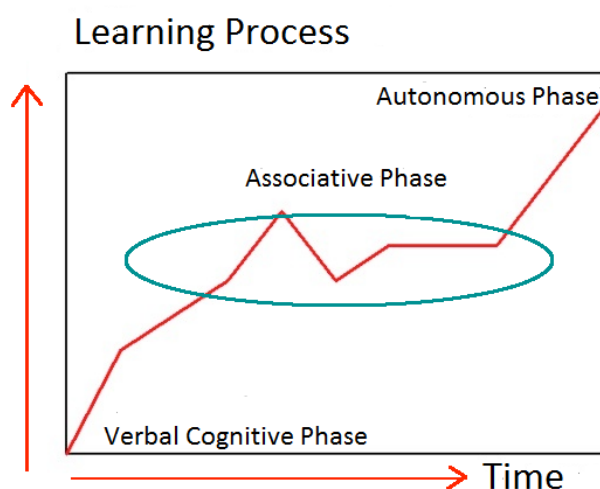 Learning Process
Autonomous Phase
Associative Phase
Verbal Cognitive Phase
Time